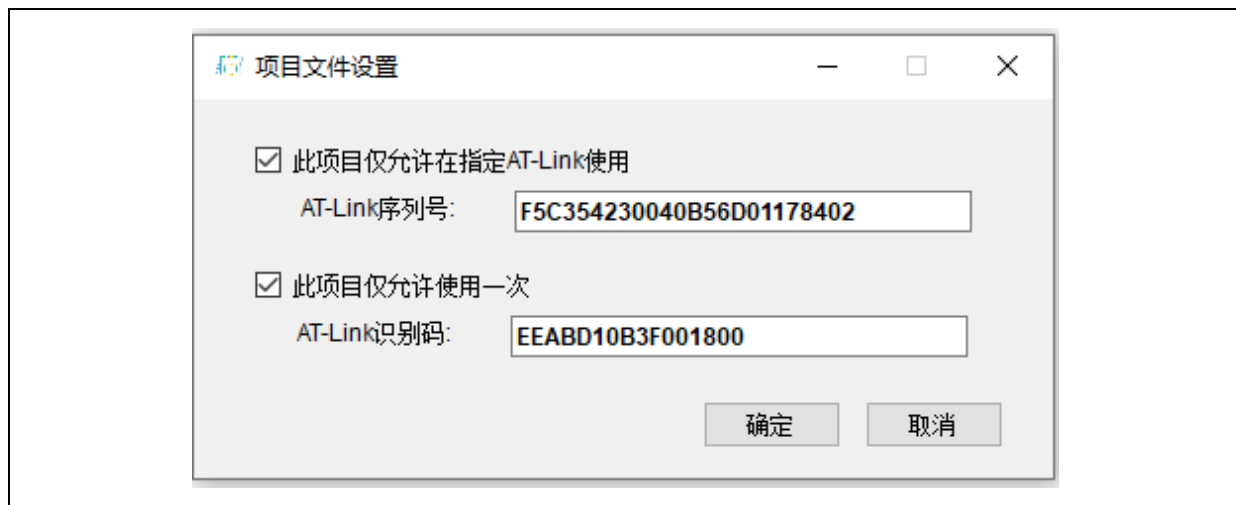 项目文件设置
此项目仅允许在指定AT-Link使用
AT-Link序列号: F5C354230040B56D01178402
此项目仅允许使用一次
AT-Link识别码: EEABD10B3F001800
确定 取消